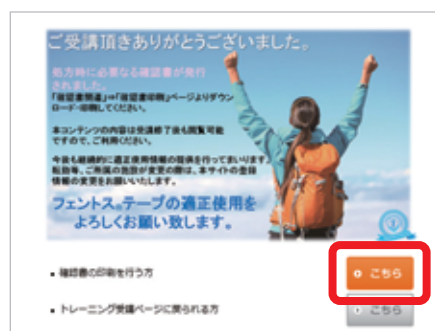 ご受講頂きありがとうございました。
処方時に必要なる確認書が発行
されました。
「確認書関連」⇒「確認書印刷」ページよりダウン
ロード・印刷してください。
本コンテンツの内容は受講修了後も閲覧可能
ですので、ご利用ください。
今後も継続的に適正使用情報の提供を行ってまいります。
転勤等、ご所属の施設が変更の際は、本サイトの登録
情報の変更をお願いいたします。
フェントス®テープの適正使用を
よろしくお願い致します。
▪ 確認書の印刷を行う方
こちら
▪ トレーニング受講ページに戻られる方
こちら